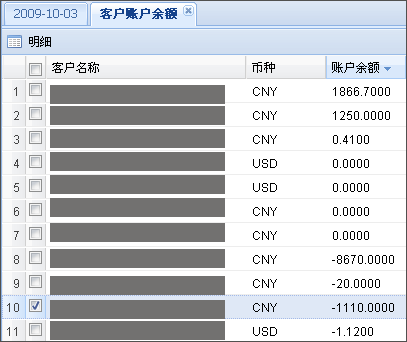 2009-10-03 客户账户余额
明细
客户名称 币种 账户余额
1 CNY 1866.7000
2 CNY 1250.0000
3 CNY 0.4100
4 USD 0.0000
5 USD 0.0000
6 CNY 0.0000
7 CNY 0.0000
8 CNY -8670.0000
9 CNY -20.0000
10 CNY -1110.0000
11 USD -1.1200